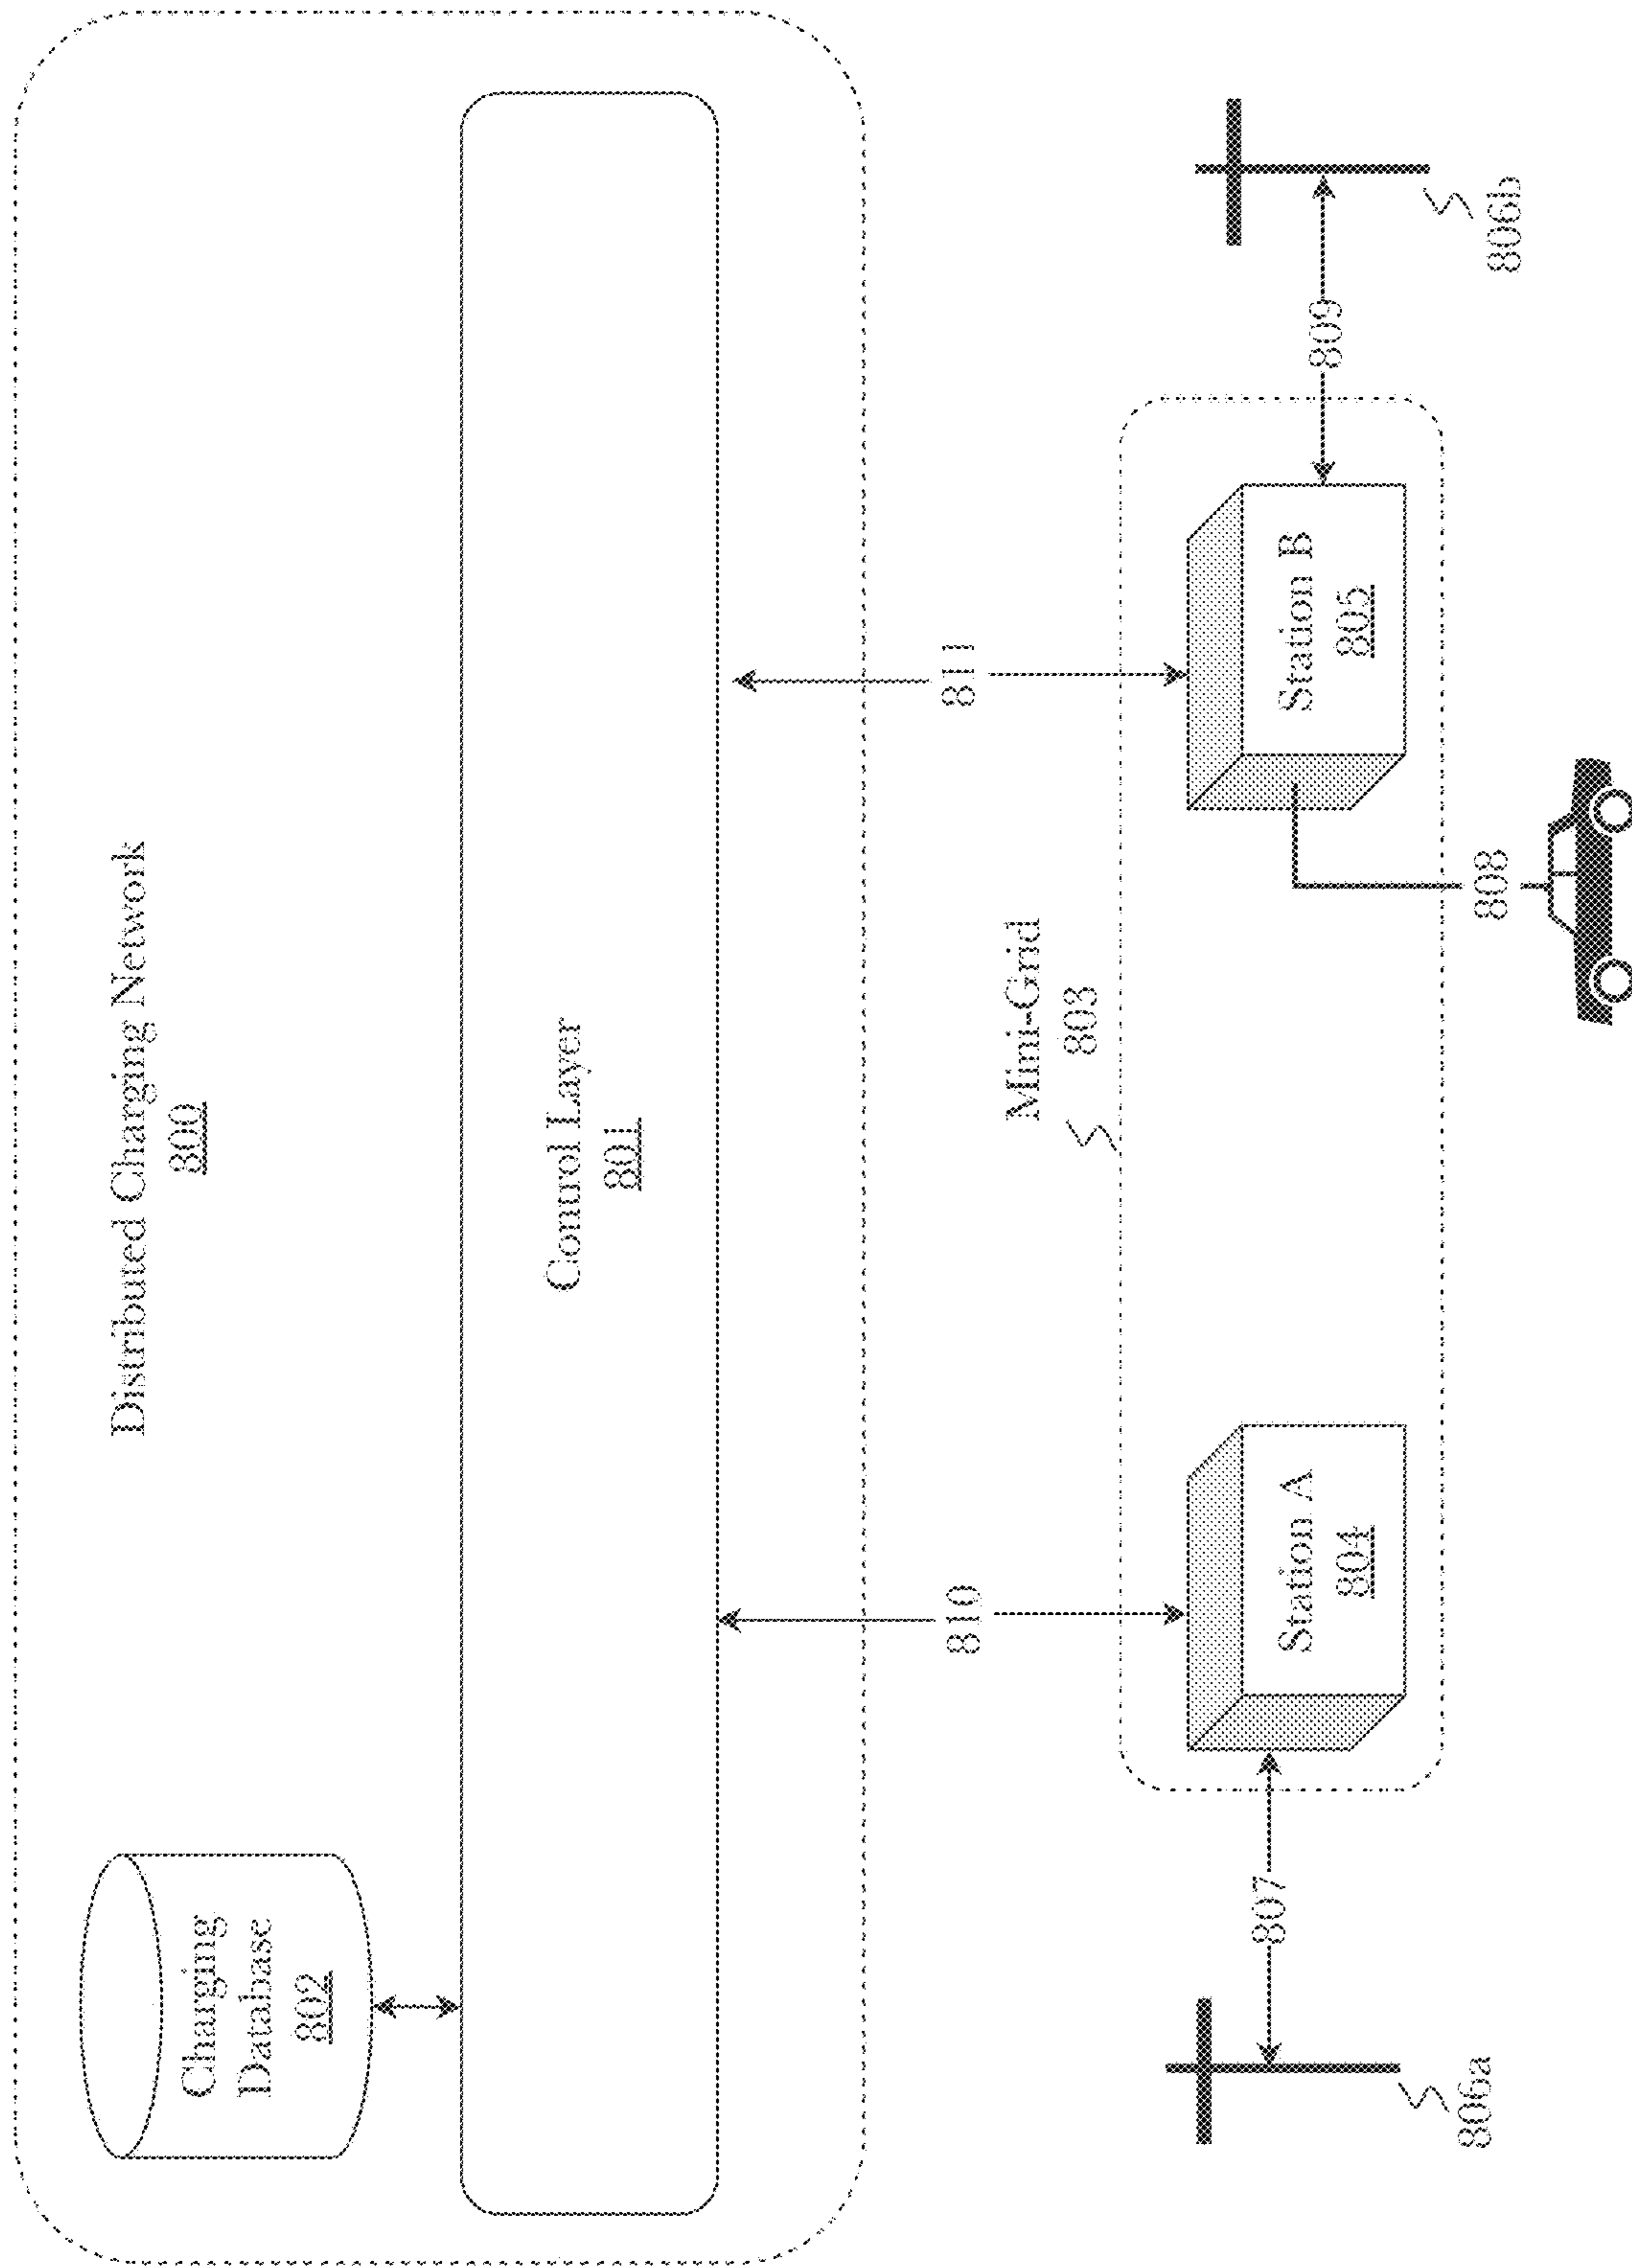 Distributed Charging Network
800
Charging
Database
802
Control Layer
801
810
811
Mini-Grid
803
Station A
804
Station B
805
807
809
808
806a
806b